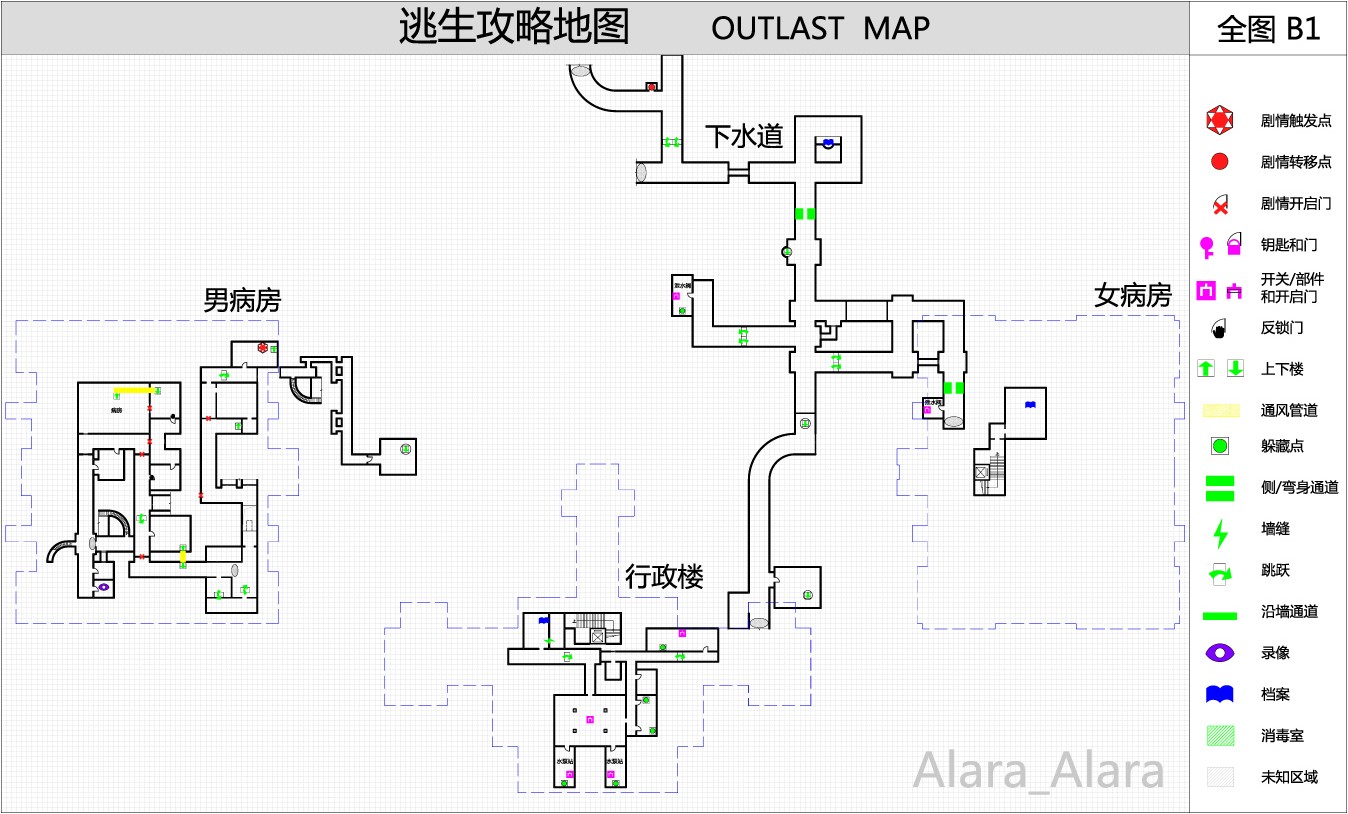 逃生攻略地图 OUTLAST MAP
全图 B1
下水道
男病房
女病房
行政楼
病房
泄水阀
泄水阀
水泵站
水泵站
剧情触发点
剧情转移点
剧情开启门
钥匙和门
开关/部件
和开启门
反锁门
上下楼
通风管道
躲藏点
侧/弯身通道
墙缝
跳跃
沿墙通道
录像
档案
消毒室
未知区域
Alara_Alara